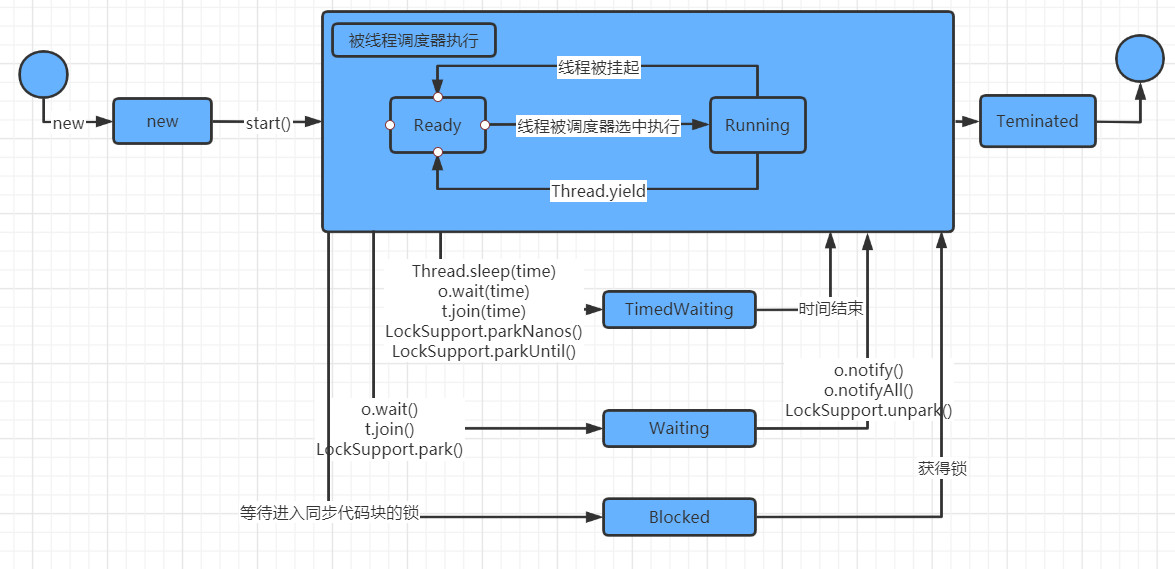 被线程调度器执行
线程被挂起
new
new
start()
Ready
线程被调度器选中执行
Running
Teminated
Thread.yield
Thread.sleep(time)
o.wait(time)
t.join(time)
LockSupport.parkNanos()
LockSupport.parkUntil()
TimedWaiting
时间结束
o.wait()
t.join()
LockSupport.park()
Waiting
o.notify()
o.notifyAll()
LockSupport.unpark()
获得锁
等待进入同步代码块的锁
Blocked